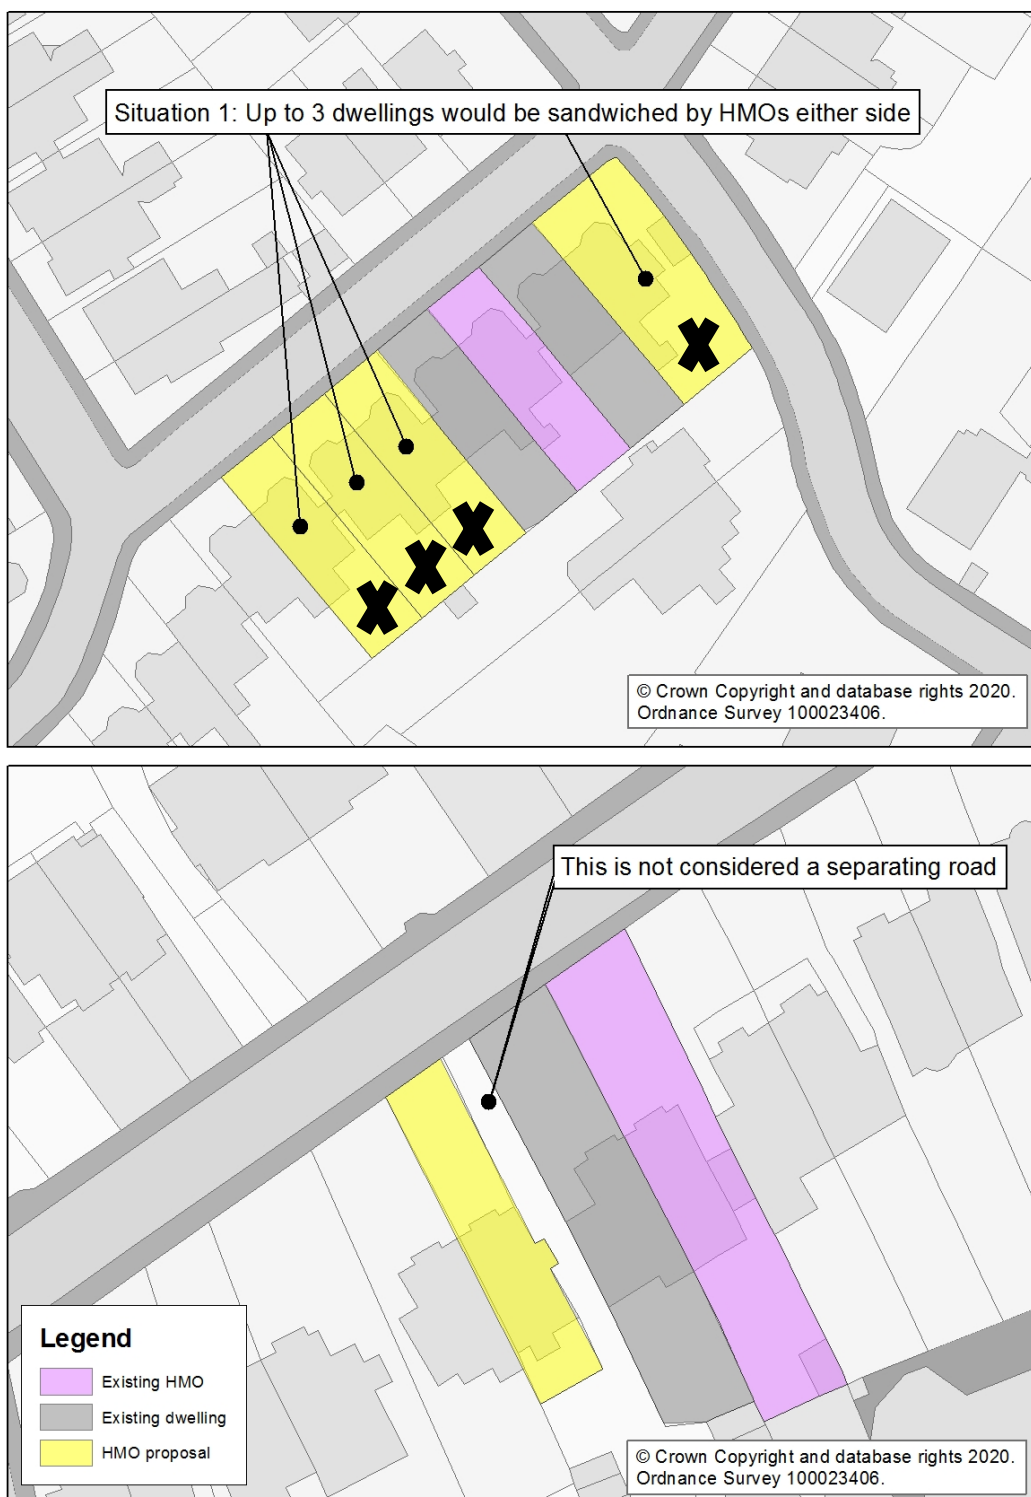 Situation 1: Up to 3 dwellings would be sandwiched by HMOs either side
© Crown Copyright and database rights 2020.
Ordnance Survey 100023406.
This is not considered a separating road
Legend
Existing HMO
Existing dwelling
HMO proposal
© Crown Copyright and database rights 2020.
Ordnance Survey 100023406.